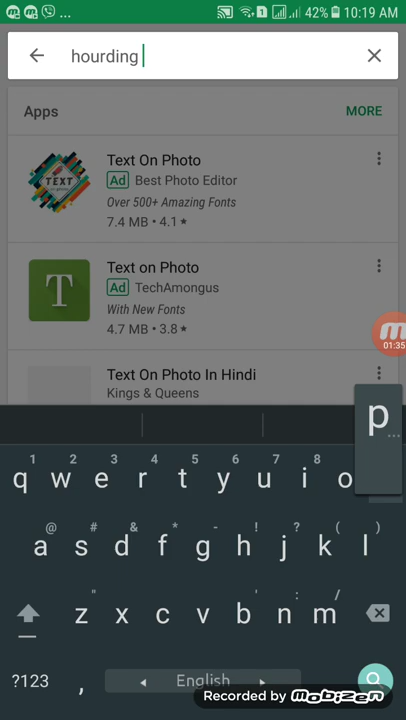 ... 42% 10:19 AM
hourding
Apps MORE
TEXT
Text On Photo
Ad Best Photo Editor
Over 500+ Amazing Fonts
7.4 MB • 4.1 ★
T
Text on Photo
Ad TechAmongus
With New Fonts
4.7 MB • 3.8 ★
01:35
Text On Photo In Hindi
Kings & Queens
p
1 2 3 4 5 6 7 8
q w e r t y u i o
@ # & * - ! ? ( )
a s d f g h j k l
" ' : /
z x c v b n m
?123 , English
Recorded by Mobizen